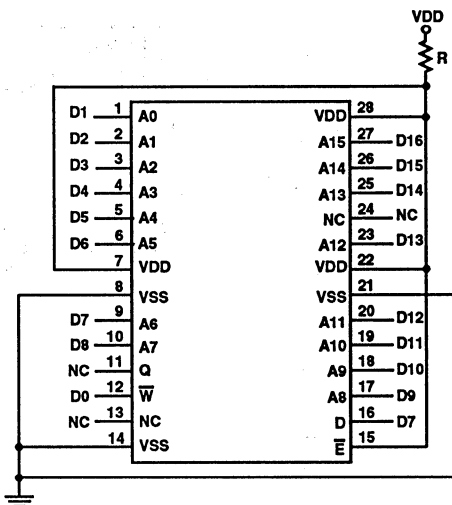 VDD
R
D1 1 A0 VDD 28
D2 2 A1 A15 27 D16
D3 3 A2 A14 26 D15
D4 4 A3 A13 25 D14
D5 5 A4 NC 24 NC
D6 6 A5 A12 23 D13
7 VDD VDD 22
8 VSS VSS 21
D7 9 A6 A11 20 D12
D8 10 A7 A10 19 D11
NC 11 Q A9 18 D10
D0 12 W̅ A8 17 D9
NC 13 NC D 16 D7
14 VSS E̅ 15